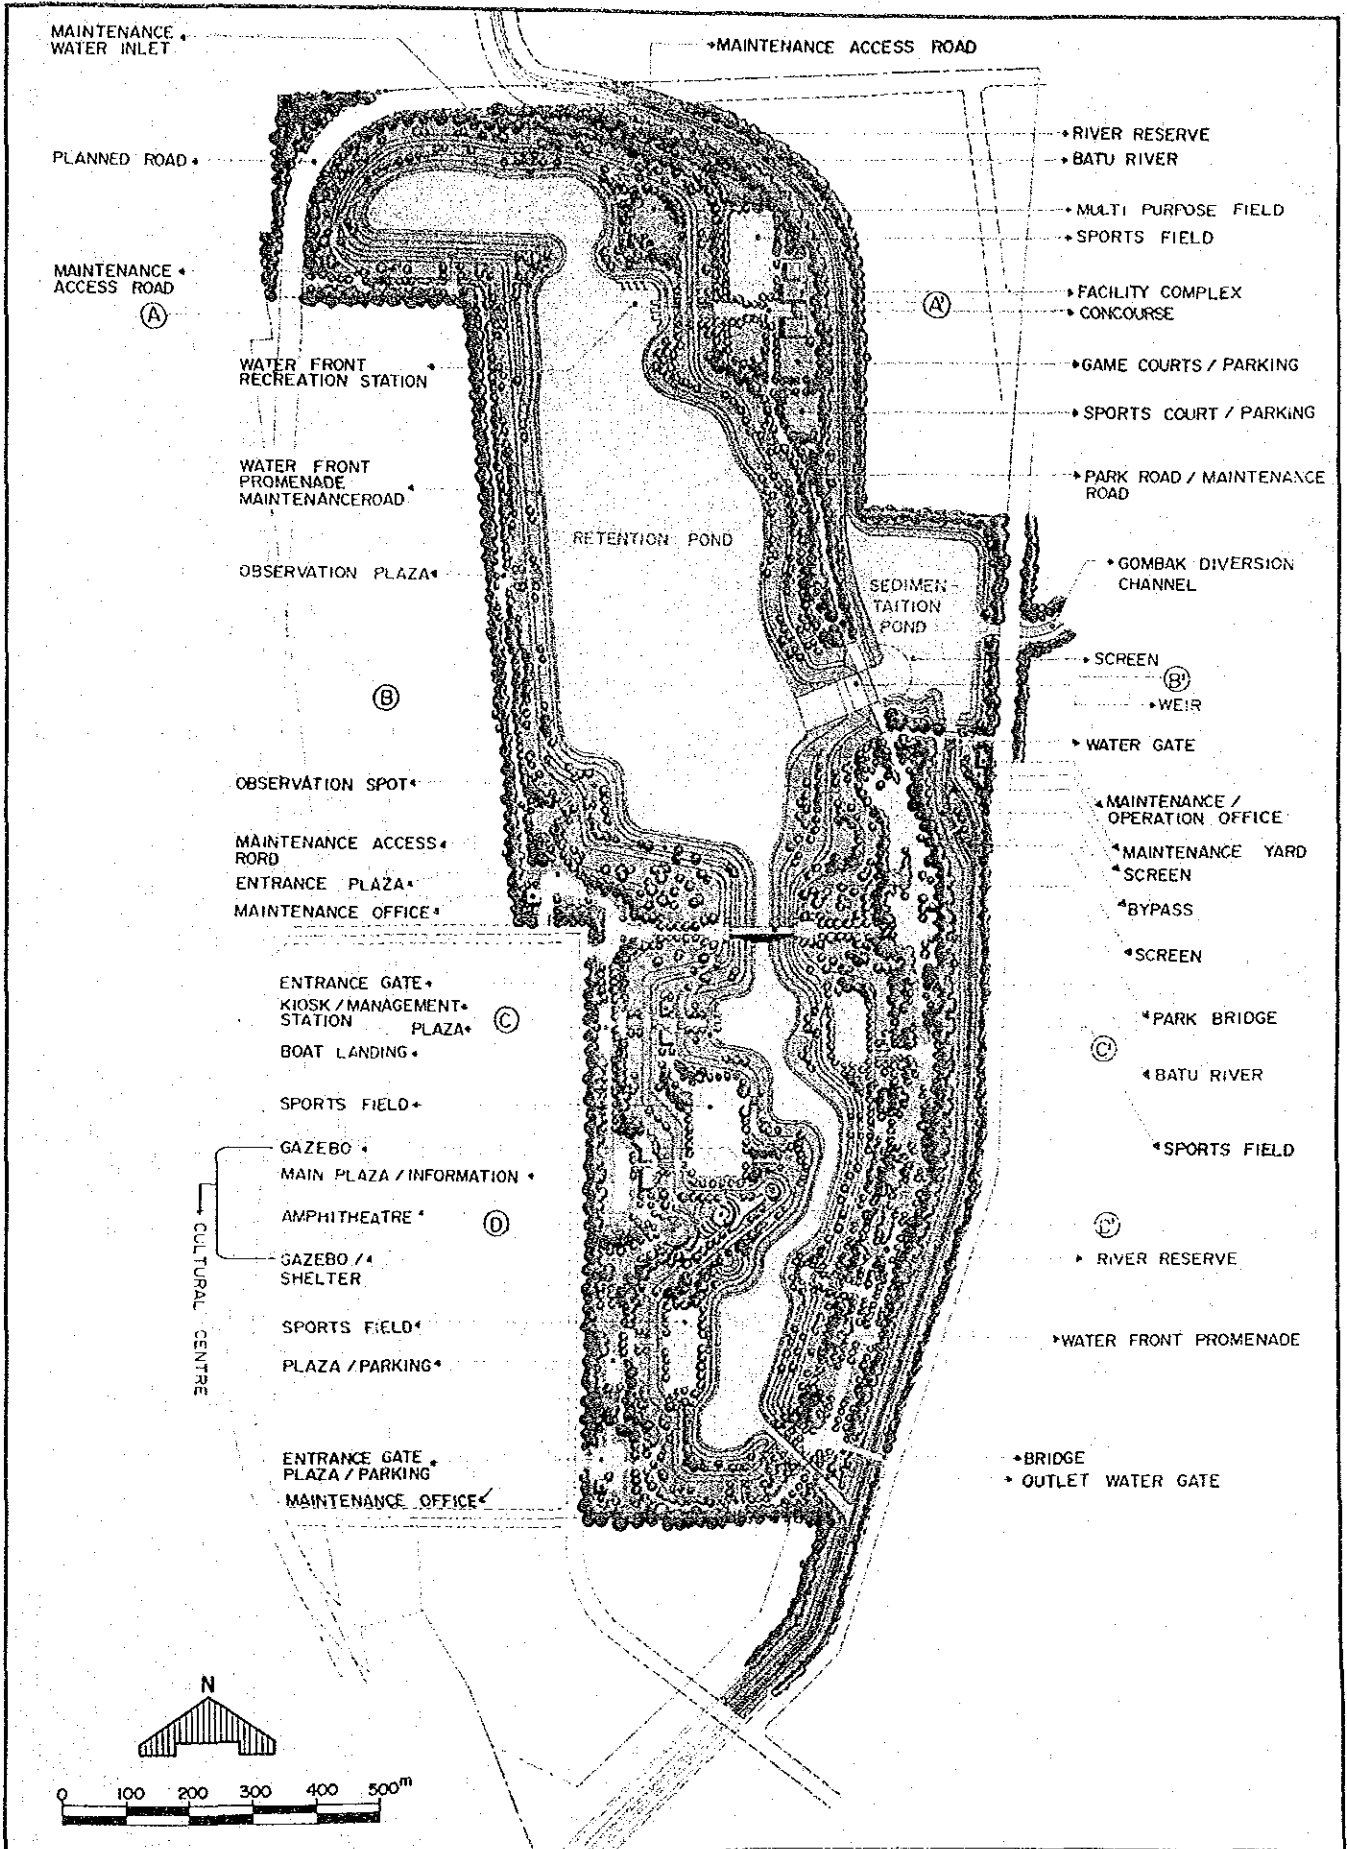 MAINTENANCE
WATER INLET
MAINTENANCE ACCESS ROAD
RIVER RESERVE
PLANNED ROAD
BATU RIVER
MULTI PURPOSE FIELD
SPORTS FIELD
MAINTENANCE
ACCESS ROAD
A
A'
FACILITY COMPLEX
CONCOURSE
WATER FRONT
RECREATION STATION
GAME COURTS / PARKING
SPORTS COURT / PARKING
WATER FRONT
PROMENADE
MAINTENANCEROAD
PARK ROAD / MAINTENANCE
ROAD
RETENTION POND
OBSERVATION PLAZA
GOMBAK DIVERSION
CHANNEL
SEDIMEN-
TAITION
POND
SCREEN
B
B'
WEIR
WATER GATE
OBSERVATION SPOT
MAINTENANCE /
OPERATION OFFICE
MAINTENANCE ACCESS
RORD
MAINTENANCE YARD
SCREEN
ENTRANCE PLAZA
MAINTENANCE OFFICE
BYPASS
SCREEN
ENTRANCE GATE
KIOSK / MANAGEMENT
STATION
PLAZA
C
PARK BRIDGE
C'
BOAT LANDING
BATU RIVER
SPORTS FIELD
GAZEBO
SPORTS FIELD
MAIN PLAZA / INFORMATION
AMPHITHEATRE
D
D'
CULTURAL CENTRE
GAZEBO /
SHELTER
RIVER RESERVE
SPORTS FIELD
WATER FRONT PROMENADE
PLAZA / PARKING
ENTRANCE GATE
PLAZA / PARKING
BRIDGE
OUTLET WATER GATE
MAINTENANCE OFFICE
N
0 100 200 300 400 500m